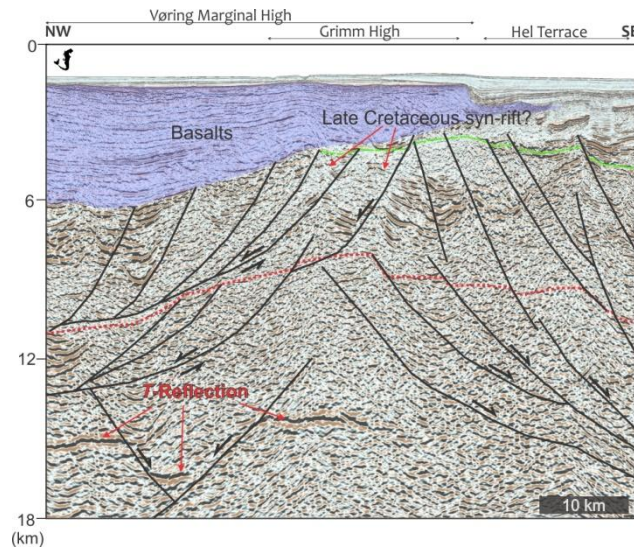 Vøring Marginal High
NW
Grimm High
Hel Terrace
SE
0
Basalts
Late Cretaceous syn-rift?
6
12
T-Reflection
10 km
18
(km)